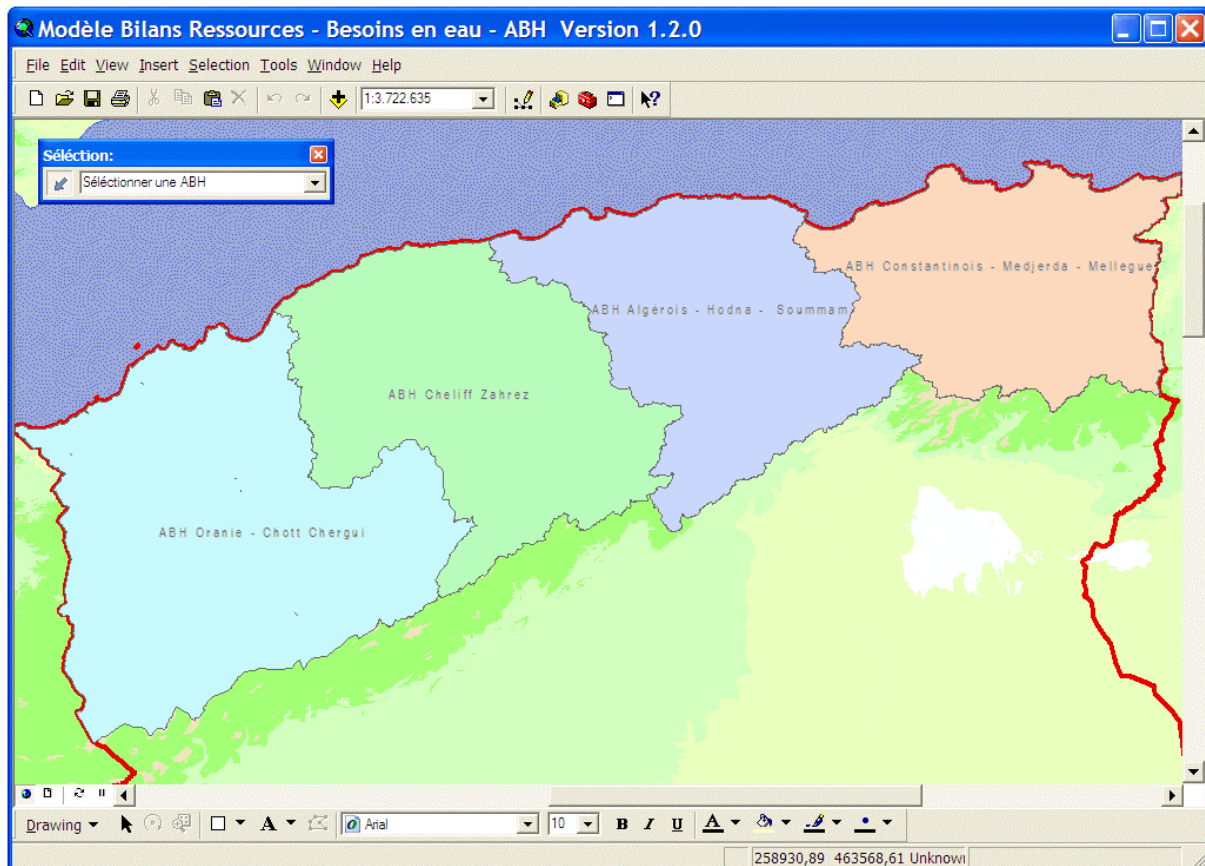 Modèle Bilans Ressources - Besoins en eau - ABH Version 1.2.0
File Edit View Insert Selection Tools Window Help
1:3.722.635
Séléction:
Séléctionner une ABH
ABH Constantinois - Medjerda - Mellegue
ABH Algérois - Hodna - Soummam
ABH Cheliff Zahrez
ABH Oranie - Chott Chergui
Drawing A Arial 10 B I U A
258930,89 463568,61 Unknown